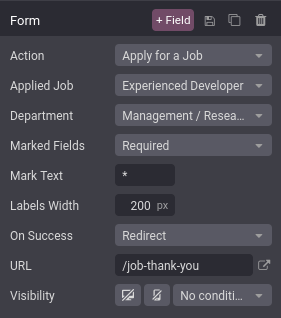 Form + Field
Action Apply for a Job
Applied Job Experienced Developer
Department Management / Resea...
Marked Fields Required
Mark Text *
Labels Width 200 px
On Success Redirect
URL /job-thank-you
Visibility No conditi...